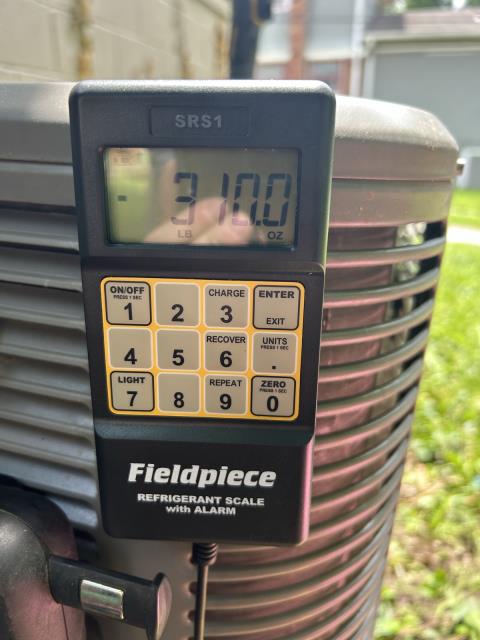 SRS1
- 3 10.0
LB OZ
ON/OFF
PRESS 1 SEC
1
2
CHARGE
3
ENTER
EXIT
4
5
RECOVER
6
UNITS
PRESS 1 SEC
.
LIGHT
7
8
REPEAT
9
ZERO
PRESS 1 SEC
0
Fieldpiece
REFRIGERANT SCALE
with ALARM